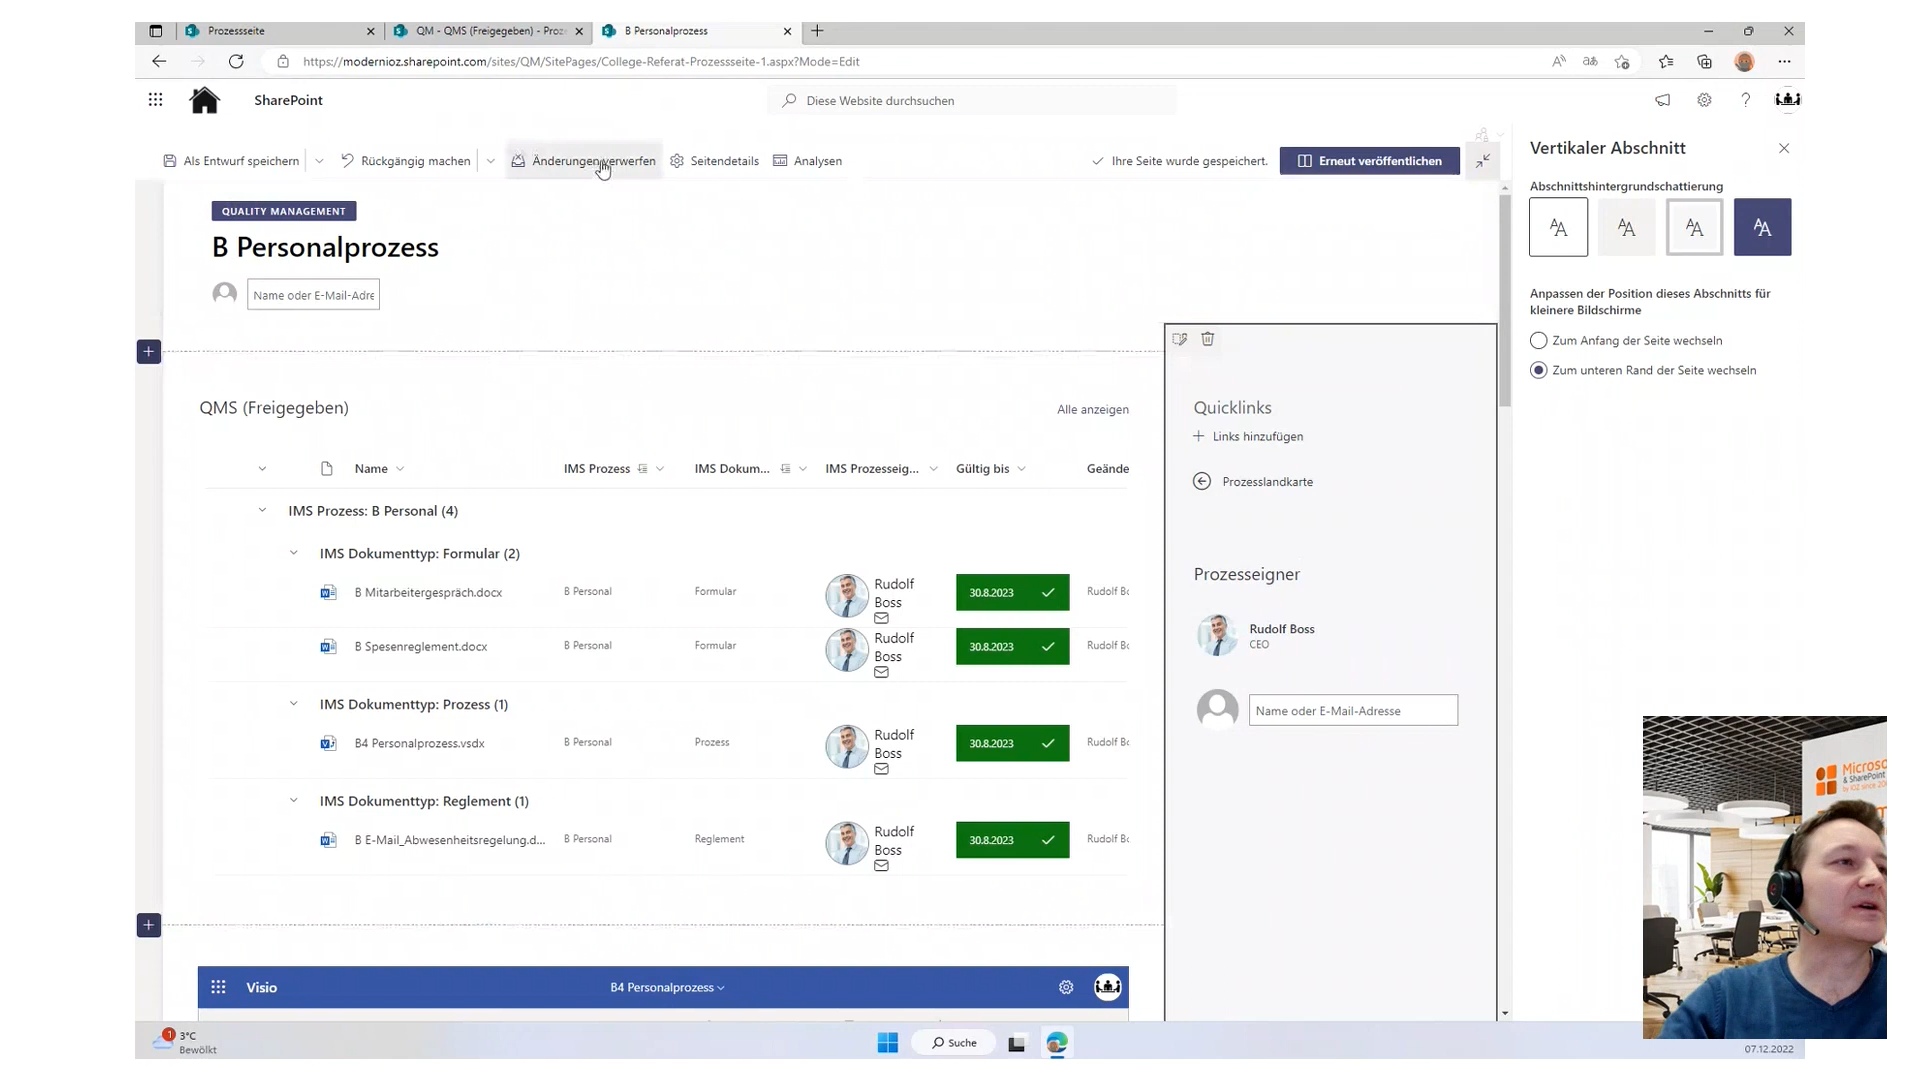 Prozessseite
QM - QMS (Freigegeben) - Proz
B Personalprozess
https://modernioz.sharepoint.com/sites/QM/SitePages/College-Referat-Prozessseite-1.aspx?Mode=Edit
SharePoint
Diese Website durchsuchen
Als Entwurf speichern
Rückgängig machen
Änderungen verwerfen
Seitendetails
Analysen
Ihre Seite wurde gespeichert.
Erneut veröffentlichen
Vertikaler Abschnitt
Abschnittshintergrundschattierung
Anpassen der Position dieses Abschnitts für
kleinere Bildschirme
Zum Anfang der Seite wechseln
Zum unteren Rand der Seite wechseln
QUALITY MANAGEMENT
B Personalprozess
Name oder E-Mail-Adre
QMS (Freigegeben)
Alle anzeigen
Name
IMS Prozess
IMS Dokum...
IMS Prozesseig...
Gültig bis
Geände
IMS Prozess: B Personal (4)
IMS Dokumenttyp: Formular (2)
B Mitarbeitergespräch.docx
B Personal
Formular
Rudolf
Boss
30.8.2023
Rudolf Bo
B Spesenreglement.docx
B Personal
Formular
Rudolf
Boss
30.8.2023
Rudolf Bo
IMS Dokumenttyp: Prozess (1)
B4 Personalprozess.vsdx
B Personal
Prozess
Rudolf
Boss
30.8.2023
Rudolf Bo
IMS Dokumenttyp: Reglement (1)
B E-Mail_Abwesenheitsregelung.d...
B Personal
Reglement
Rudolf
Boss
30.8.2023
Rudolf Bo
Quicklinks
Links hinzufügen
Prozesslandkarte
Prozesseigner
Rudolf Boss
CEO
Name oder E-Mail-Adresse
Visio
B4 Personalprozess
Microso
& SharePoint
by IOZ since 20
1
3°C
Bewölkt
Suche
07.12.2022